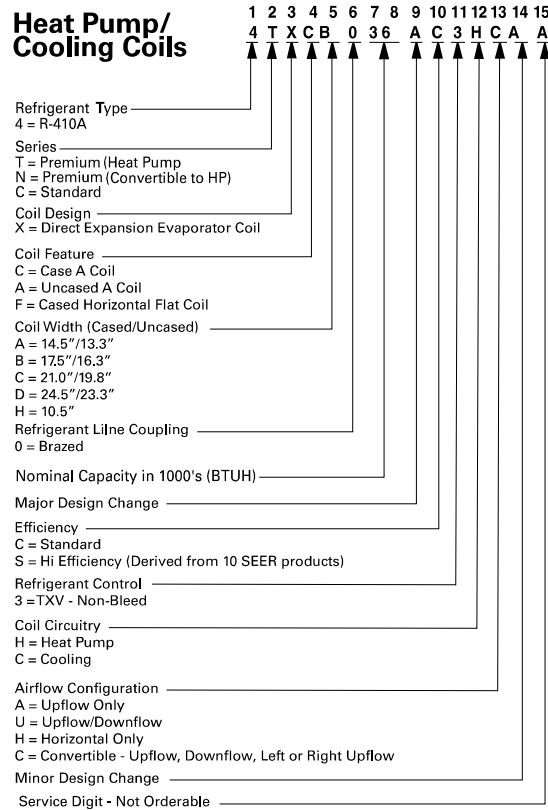 Heat Pump/
Cooling Coils
1 2 3 4 5 6 7 8 9 10 11 12 13 14 15
4 T X C B 0 3 6 A C 3 H C A A
Refrigerant Type
4 = R-410A
Series
T = Premium (Heat Pump
N = Premium (Convertible to HP)
C = Standard
Coil Design
X = Direct Expansion Evaporator Coil
Coil Feature
C = Case A Coil
A = Uncased A Coil
F = Cased Horizontal Flat Coil
Coil Width (Cased/Uncased)
A = 14.5"/13.3"
B = 17.5"/16.3"
C = 21.0"/19.8"
D = 24.5"/23.3"
H = 10.5"
Refrigerant Lilne Coupling
0 = Brazed
Nominal Capacity in 1000's (BTUH)
Major Design Change
Efficiency
C = Standard
S = Hi Efficiency (Derived from 10 SEER products)
Refrigerant Control
3 =TXV - Non-Bleed
Coil Circuitry
H = Heat Pump
C = Cooling
Airflow Configuration
A = Upflow Only
U = Upflow/Downflow
H = Horizontal Only
C = Convertible - Upflow, Downflow, Left or Right Upflow
Minor Design Change
Service Digit - Not Orderable